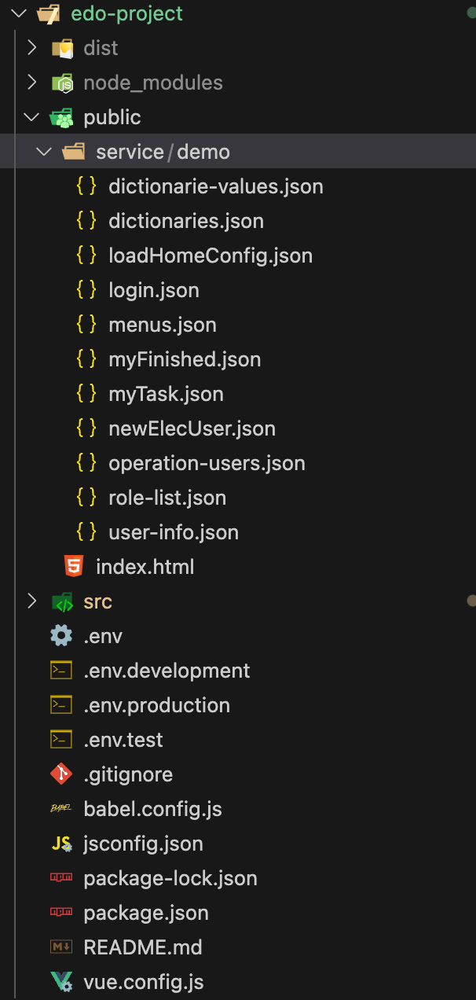 edo-project
dist
node_modules
public
service/demo
dictionarie-values.json
dictionaries.json
loadHomeConfig.json
login.json
menus.json
myFinished.json
myTask.json
newElecUser.json
operation-users.json
role-list.json
user-info.json
index.html
src
.env
.env.development
.env.production
.env.test
.gitignore
babel.config.js
jsconfig.json
package-lock.json
package.json
README.md
vue.config.js